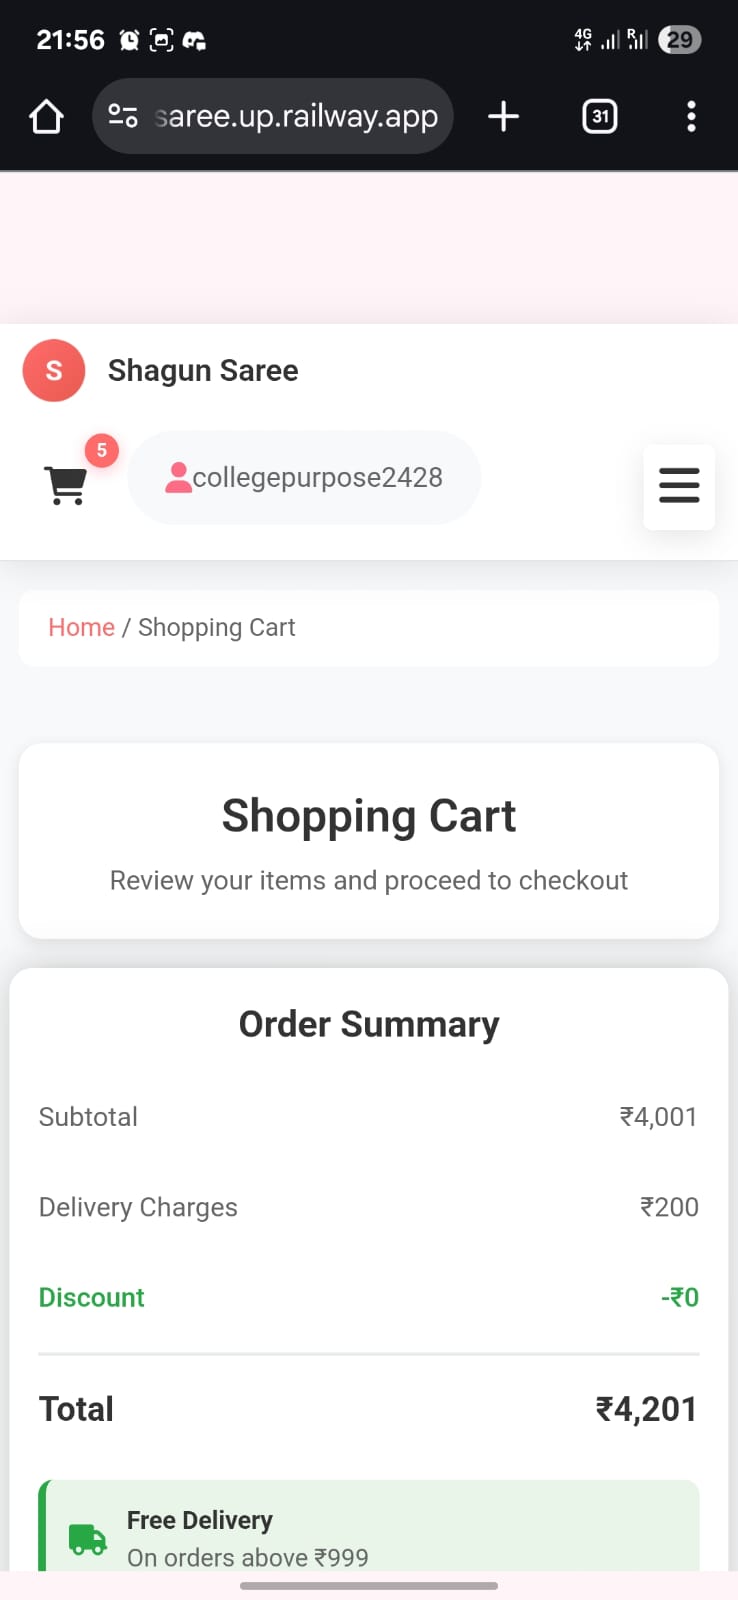 21:56
4G R 29
saree.up.railway.app
31
S Shagun Saree
5
collegepurpose2428
Home / Shopping Cart
Shopping Cart
Review your items and proceed to checkout
Order Summary
Subtotal ₹4,001
Delivery Charges ₹200
Discount -₹0
Total ₹4,201
Free Delivery
On orders above ₹999